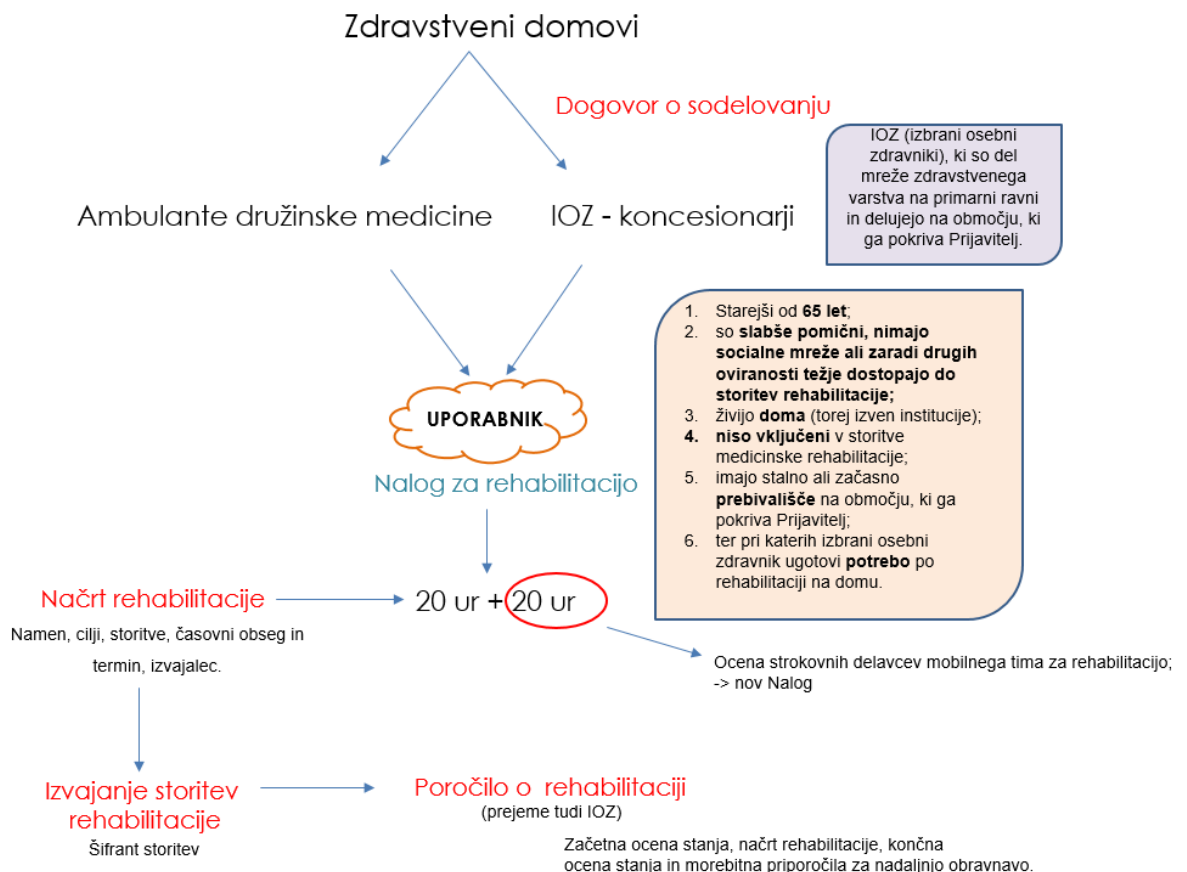 Zdravstveni domovi
Dogovor o sodelovanju
IOZ (izbrani osebni
zdravniki), ki so del
mreže zdravstvenega
varstva na primarni ravni
in delujejo na območju, ki
ga pokriva Prijavitelj.
Ambulante družinske medicine
IOZ - koncesionarji
1. Starejši od 65 let;
2. so slabše pomični, nimajo
socialne mreže ali zaradi drugih
oviranosti težje dostopajo do
storitev rehabilitacije;
3. živijo doma (torej izven institucije);
4. niso vključeni v storitve
medicinske rehabilitacije;
5. imajo stalno ali začasno
prebivališče na območju, ki ga
pokriva Prijavitelj;
6. ter pri katerih izbrani osebni
zdravnik ugotovi potrebo po
rehabilitaciji na domu.
UPORABNIK
Nalog za rehabilitacijo
Načrt rehabilitacije
20 ur + 20 ur
Namen, cilji, storitve, časovni obseg in
termin, izvajalec.
Ocena strokovnih delavcev mobilnega tima za rehabilitacijo;
-> nov Nalog
Izvajanje storitev
rehabilitacije
Šifrant storitev
Poročilo o rehabilitaciji
(prejeme tudi IOZ)
Začetna ocena stanja, načrt rehabilitacije, končna
ocena stanja in morebitna priporočila za nadaljnjo obravnavo.